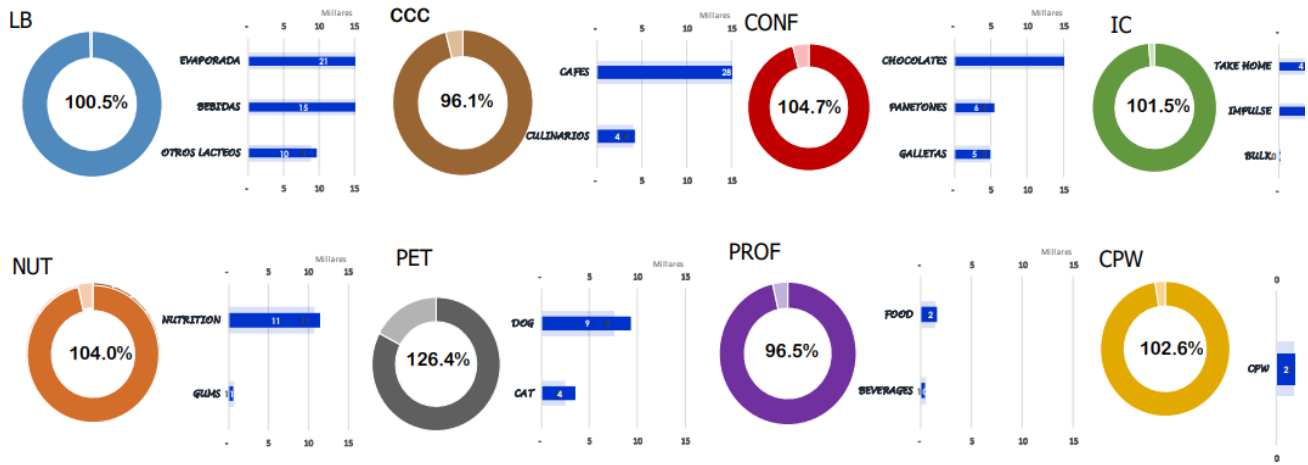 LB
Millares
- 5 10 15
EVAPORADA 21
100.5%
BEBIDAS 15
OTROS LACTEOS 10
- 5 10 15
CCC
Millares
- 5 10 15
CAFES 28
96.1%
CULINARIOS 4
- 5 10 15
CONF
Millares
- 5 10 15
CHOCOLATES
104.7%
PANETONES 6
GALLETAS 5
- 5 10 15
IC
-
TAKE HOME 4
101.5%
IMPULSE
BULK 0
-
NUT
Millares
- 5 10 15
NUTRITION 11
104.0%
GUMS 1
- 5 10 15
PET
Millares
- 5 10 15
DOG 9
126.4%
CAT 4
- 5 10 15
PROF
Millares
- 5 10 15
FOOD 2
96.5%
BEVERAGES 1
- 5 10 15
CPW
0
102.6%
CPW 2
0